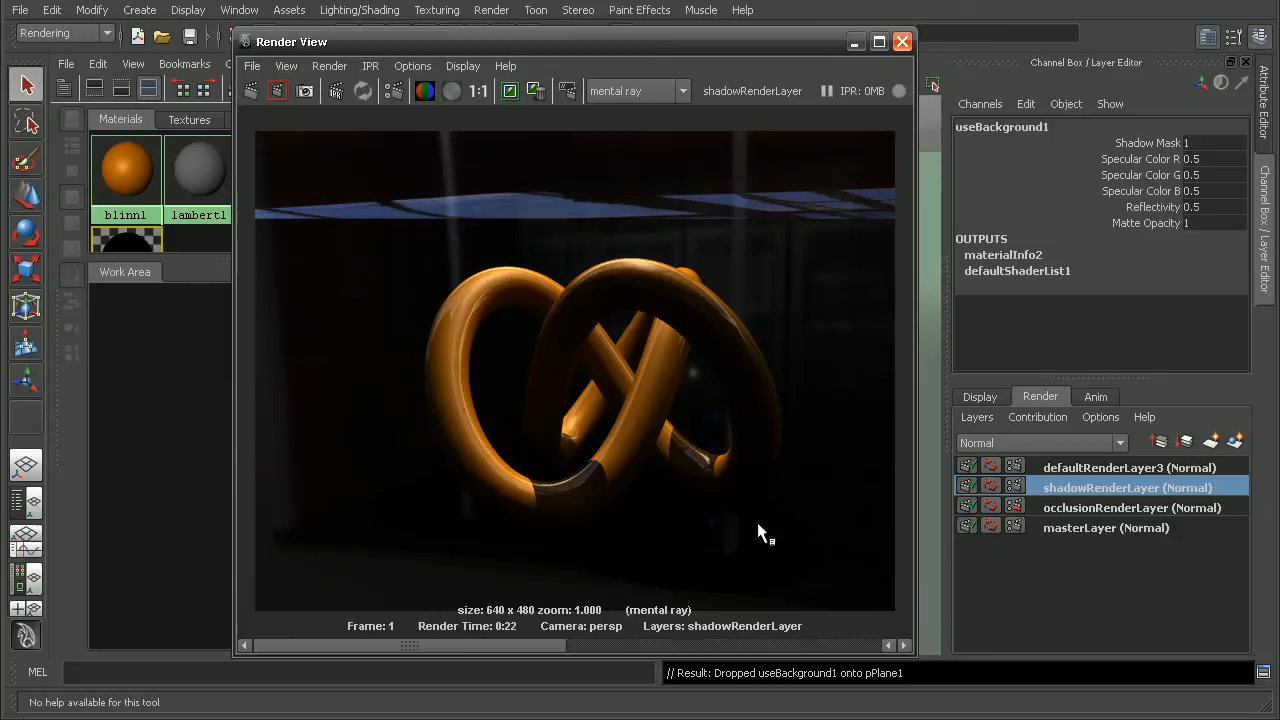 File Edit Modify Create Display Window Assets Lighting/Shading Texturing Render Toon Stereo Paint Effects Muscle Help
Rendering
Render View
Channel Box / Layer Editor
File Edit View Bookmarks
File View Render IPR Options Display Help
1:1 mental ray shadowRenderLayer IPR: 0MB
Channels Edit Object Show
Materials Textures
useBackground1
Shadow Mask 1
Specular Color R 0.5
Specular Color G 0.5
Specular Color B 0.5
Reflectivity 0.5
Matte Opacity 1
blinn1 lambert1
OUTPUTS
materialInfo2
defaultShaderList1
Work Area
Attribute Editor
Channel Box / Layer Editor
Display Render Anim
Layers Contribution Options Help
Normal
defaultRenderLayer3 (Normal)
shadowRenderLayer (Normal)
occlusionRenderLayer (Normal)
masterLayer (Normal)
size: 640 x 480 zoom: 1.000 (mental ray)
Frame: 1 Render Time: 0:22 Camera: persp Layers: shadowRenderLayer
MEL
// Result: Dropped useBackground1 onto pPlane1
No help available for this tool